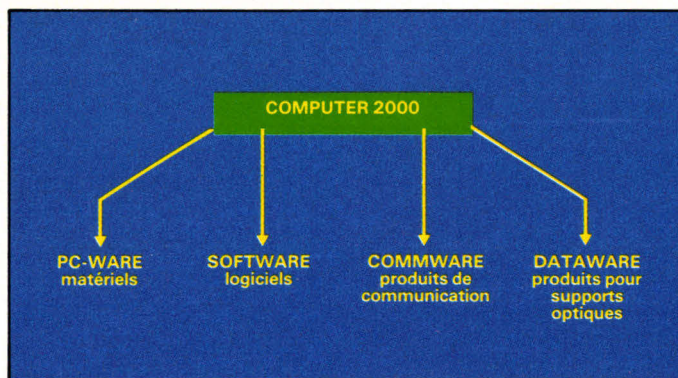 COMPUTER 2000
PC-WARE
matériels
SOFTWARE
logiciels
COMMWARE
produits de
communication
DATAWARE
produits pour
supports
optiques